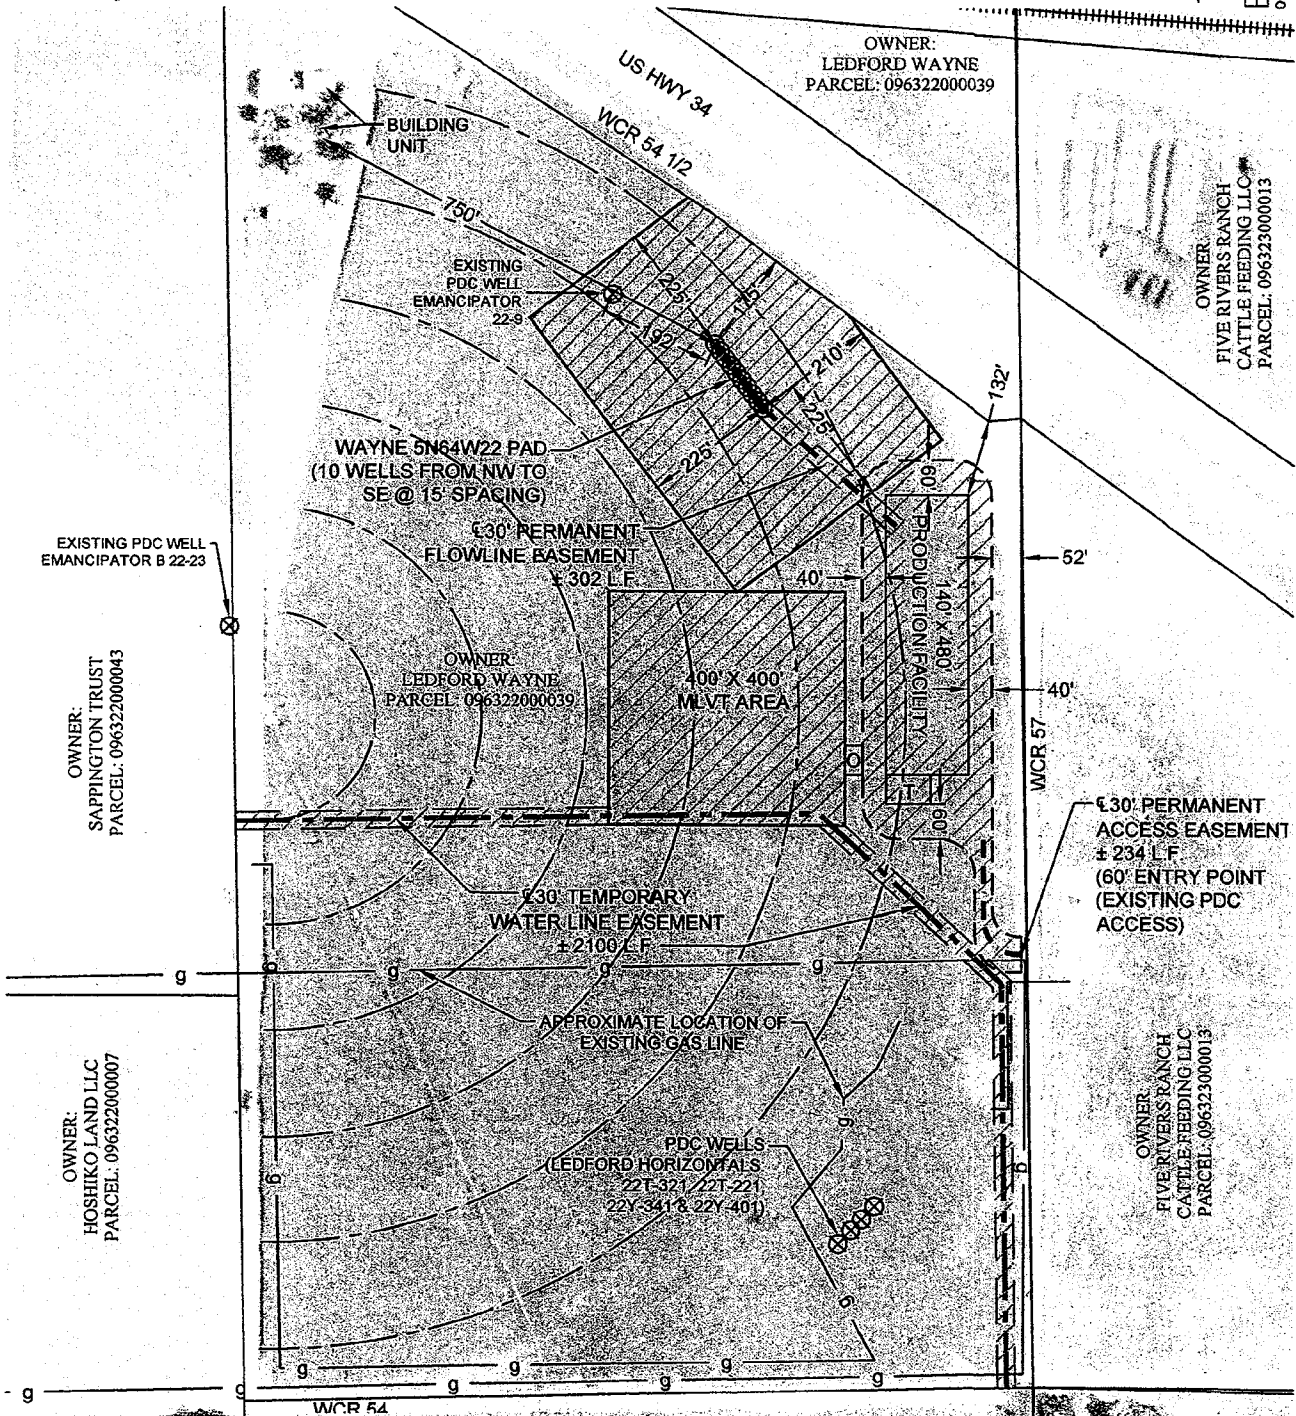 OWNER:
LEDFORD WAYNE
PARCEL: 096322000039
US HWY 34
WCR 54 1/2
BUILDING
UNIT
750'
EXISTING
PDC WELL
EMANCIPATOR
22-9
225'
175'
192'
210'
225'
225'
132'
OWNER:
FIVE RIVERS RANCH
CATTLE FEEDING LLC
PARCEL: 096323000013
WAYNE 5N64W22 PAD
(10 WELLS FROM NW TO
SE @ 15' SPACING)
60'
℄30' PERMANENT
FLOWLINE EASEMENT
± 302 L.F.
EXISTING PDC WELL
EMANCIPATOR B 22-23
40'
52'
PRODUCTION FACILITY
140' X 480'
OWNER:
SAPPINGTON TRUST
PARCEL: 096322000043
OWNER:
LEDFORD WAYNE
PARCEL: 096322000039
400' X 400'
MLVT AREA
40'
WCR 57
O
T
60'
℄30' PERMANENT
ACCESS EASEMENT
± 234 L.F.
(60' ENTRY POINT
(EXISTING PDC
ACCESS)
℄30' TEMPORARY
WATER LINE EASEMENT
± 2100 L.F.
g
g
g
g
g
APPROXIMATE LOCATION OF
EXISTING GAS LINE
OWNER:
HOSHIKO LAND LLC
PARCEL: 096322000007
g
g
PDC WELLS
(LEDFORD HORIZONTALS
22T-321, 22T-221
22Y-341 & 22Y-401)
g
g
OWNER:
FIVE RIVERS RANCH
CATTLE FEEDING LLC
PARCEL: 096323000013
g
g
g
g
g
g
g
g
WCR 54